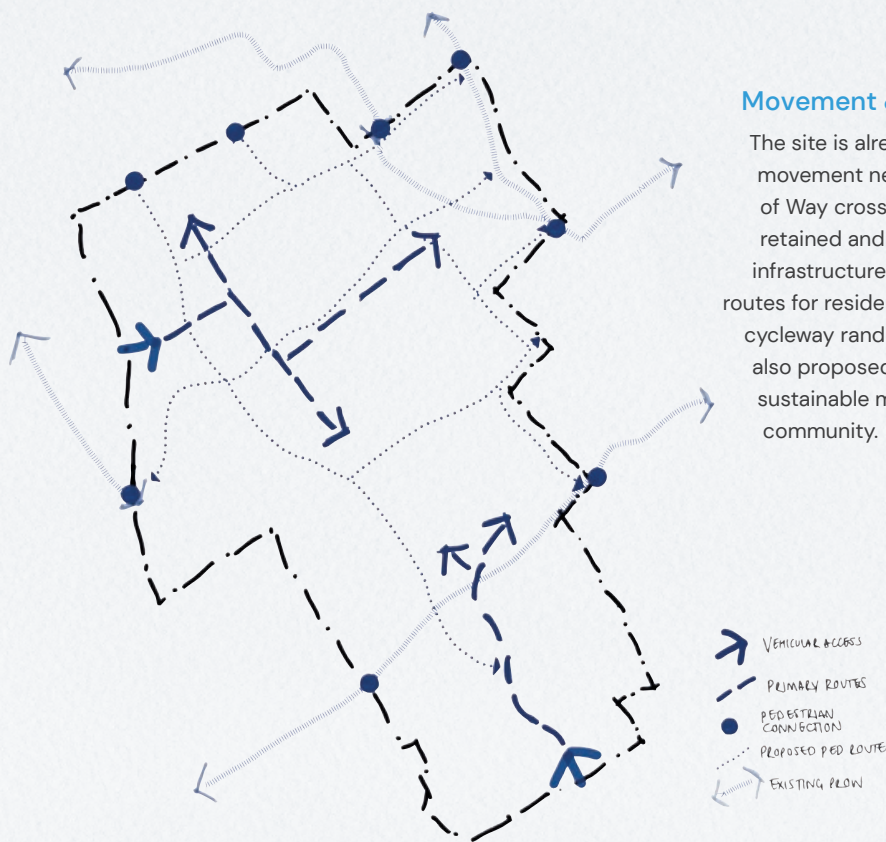 Movement
The site is alre
movement ne
of Way cross
retained and
infrastructure
routes for reside
cycleway rand
also proposed
sustainable m
community.
VEHICULAR ACCESS
PRIMARY ROUTES
PEDESTRIAN
CONNECTION
PROPOSED PED ROUTE
EXISTING PROW